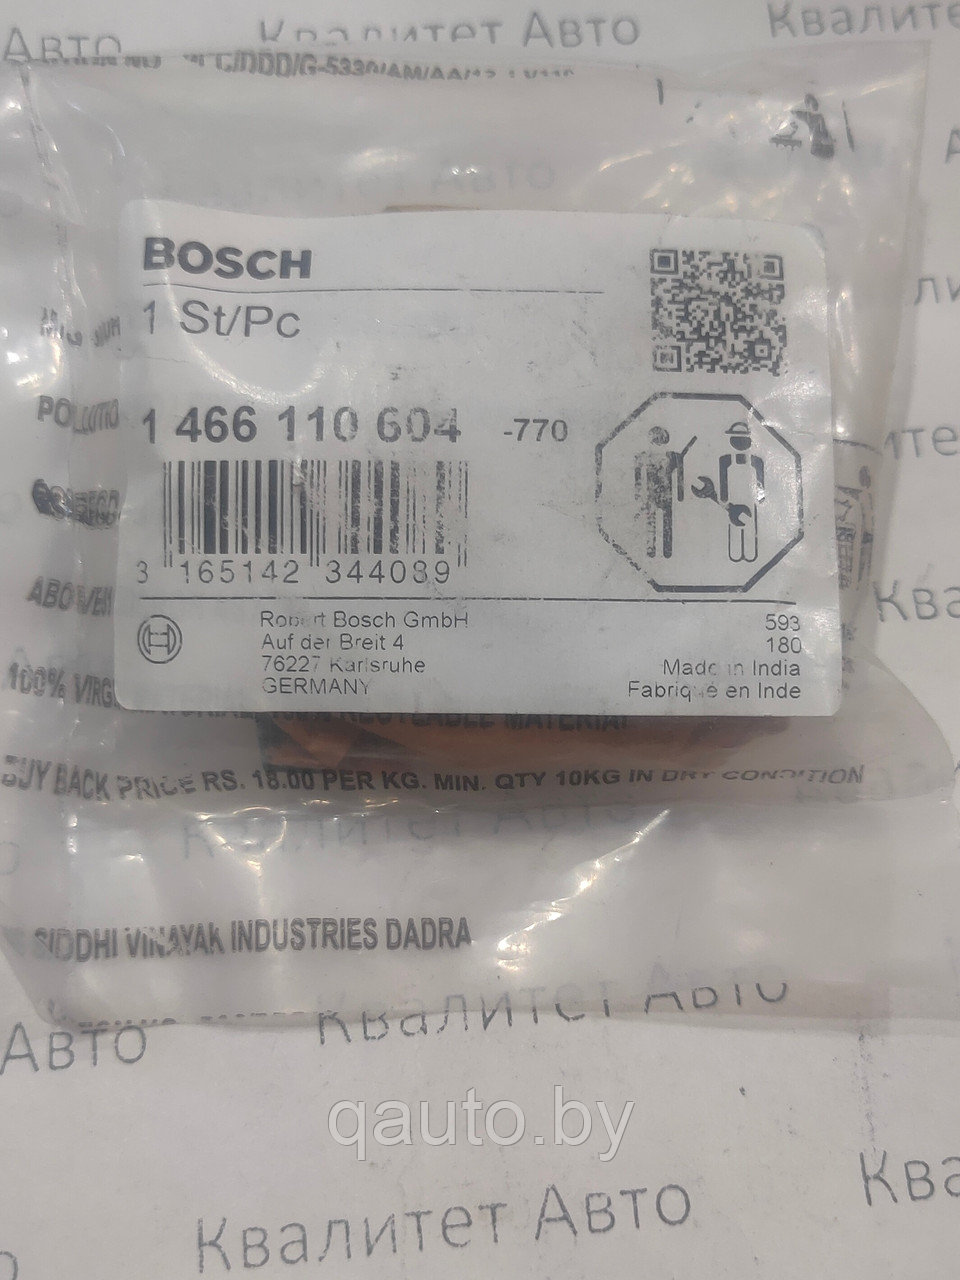 Авто Квалитет Авто Квалите
BOSCH
1 St/Pc
1 466 110 604 -770
3 165142 344089
Robert Bosch GmbH
Auf der Breit 4
76227 Karlsruhe
GERMANY
593
180
Made in India
Fabriqué en Inde
100% VIRG
BUY BACK PRICE RS. 18.00 PER KG. MIN. QTY 10KG IN DRY CONDITION
SIDDHI VINAYAK INDUSTRIES DADRA
Авто Квалитет Авто
qauto.by
Квалитет Авто Ква